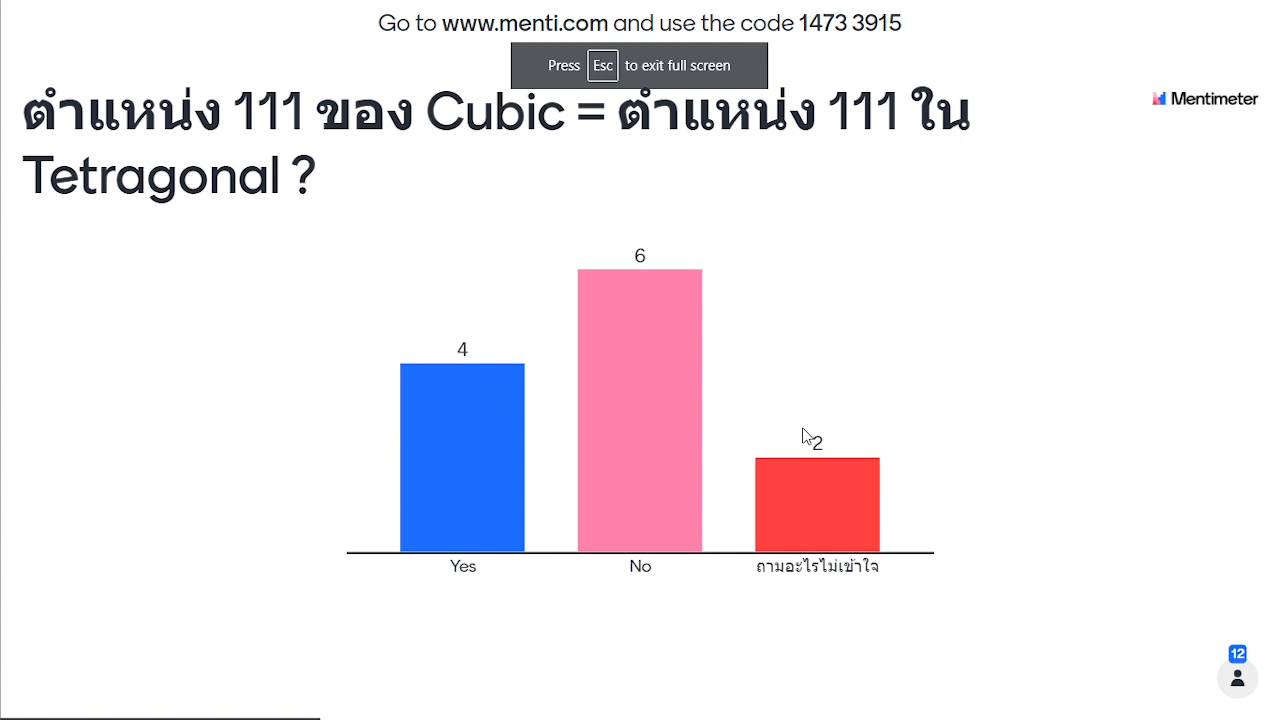 Go to www.menti.com and use the code 1473 3915
Press Esc to exit full screen
ตำแหน่ง 111 ของ Cubic = ตำแหน่ง 111 ใน
Tetragonal ?
Mentimeter
6
4
2
Yes
No
ถามอะไรไม่เข้าใจ
12